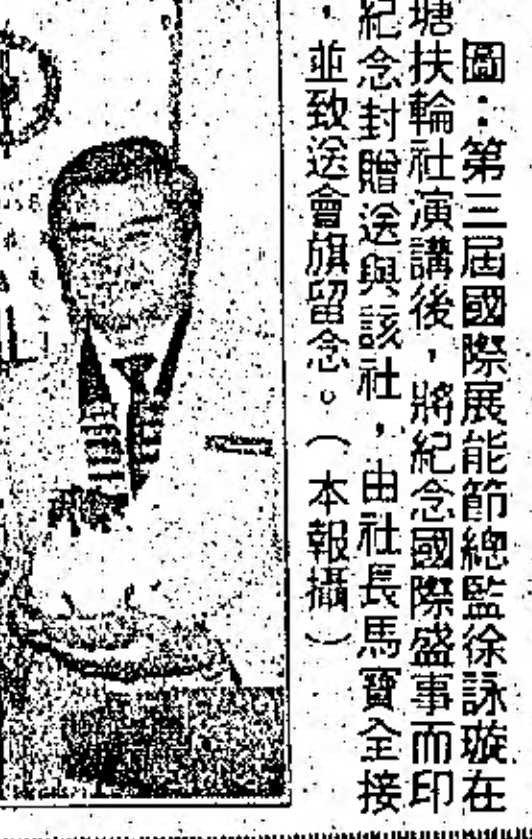 圖：第三屆國際展能節總監徐詠璇在
塘扶輪社演講後，將紀念國際盛事而印
紀念封贈送與該社，由社長馬寶全接
，並致送會旗留念。（本報攝）